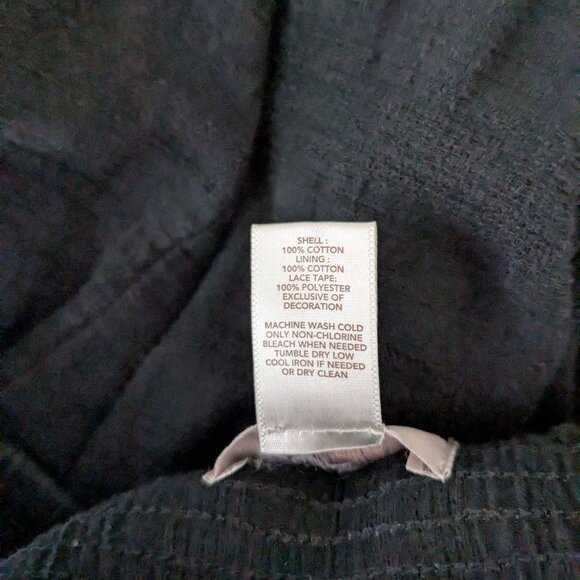 SHELL :
100% COTTON
LINING :
100% COTTON
LACE TAPE:
100% POLYESTER
EXCLUSIVE OF
DECORATION
MACHINE WASH COLD
ONLY NON-CHLORINE
BLEACH WHEN NEEDED
TUMBLE DRY LOW
COOL IRON IF NEEDED
OR DRY CLEAN